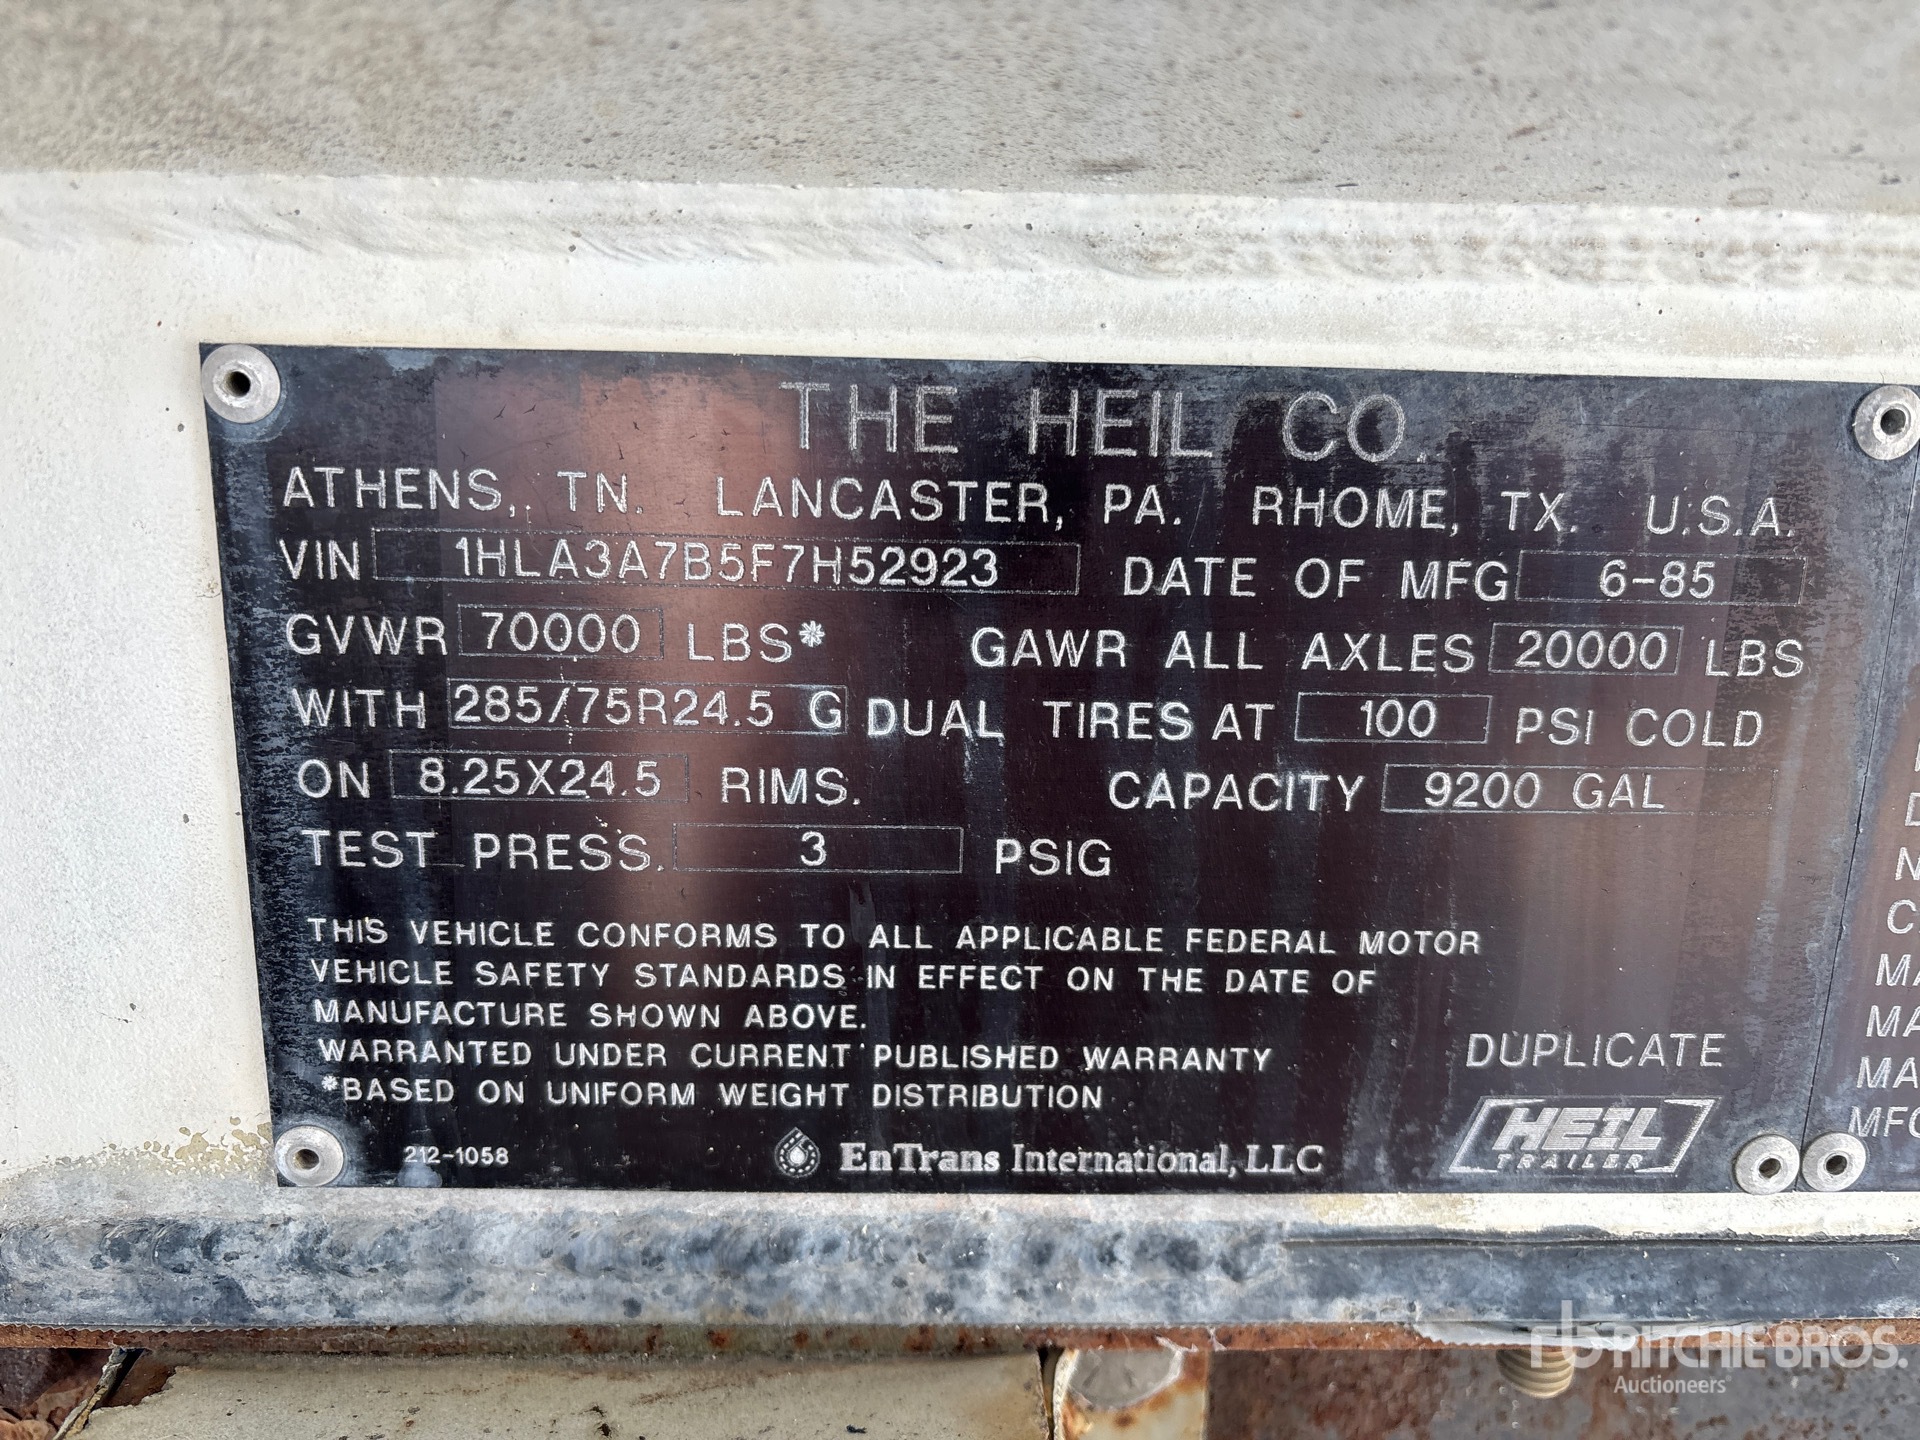 THE HEIL CO.
ATHENS, TN. LANCASTER, PA. RHOME, TX. U.S.A.
VIN 1HLA3A7B5F7H52923 DATE OF MFG 6-85
GVWR 70000 LBS* GAWR ALL AXLES 20000 LBS
WITH 285/75R24.5 G DUAL TIRES AT 100 PSI COLD
ON 8.25X24.5 RIMS. CAPACITY 9200 GAL
TEST PRESS. 3 PSIG
THIS VEHICLE CONFORMS TO ALL APPLICABLE FEDERAL MOTOR
VEHICLE SAFETY STANDARDS IN EFFECT ON THE DATE OF
MANUFACTURE SHOWN ABOVE.
WARRANTED UNDER CURRENT PUBLISHED WARRANTY
*BASED ON UNIFORM WEIGHT DISTRIBUTION
DUPLICATE
212-1058 EnTrans International, LLC
HEIL
TRAILER
RITCHIE BROS.
Auctioneers